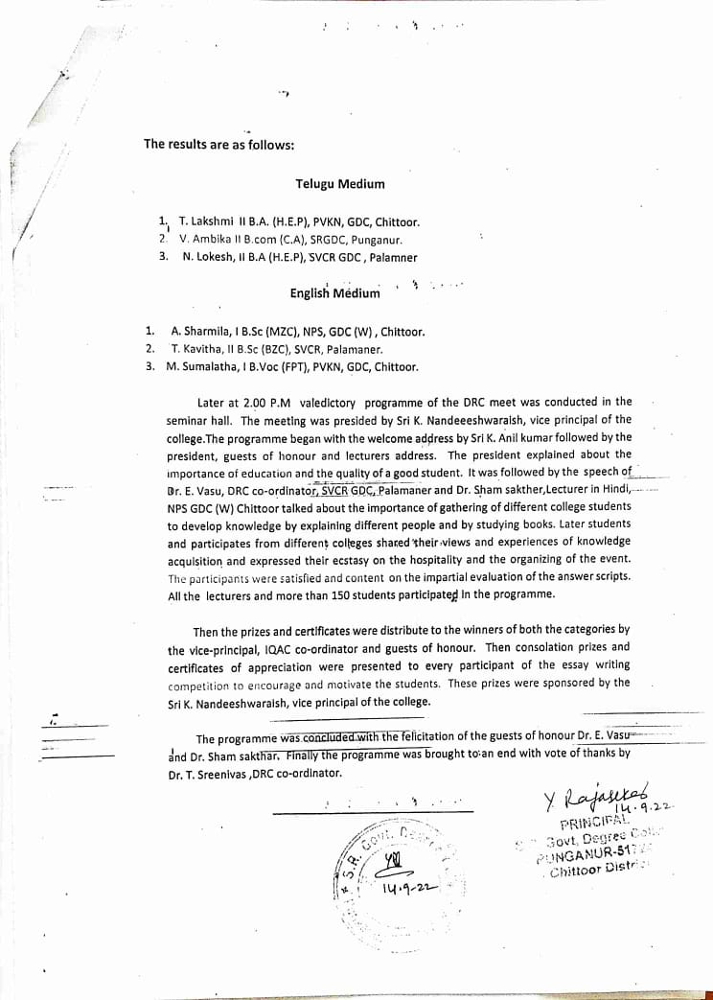 The results are as follows:
Telugu Medium
1. T. Lakshmi II B.A. (H.E.P), PVKN, GDC, Chittoor.
2. V. Ambika II B.com (C.A), SRGDC, Punganur.
3. N. Lokesh, II B.A (H.E.P), SVCR GDC , Palamner
English Medium
1. A. Sharmila, I B.Sc (MZC), NPS, GDC (W) , Chittoor.
2. T. Kavitha, II B.Sc (BZC), SVCR, Palamaner.
3. M. Sumalatha, I B.Voc (FPT), PVKN, GDC, Chittoor.
Later at 2.00 P.M valedictory programme of the DRC meet was conducted in the
seminar hall. The meeting was presided by Sri K. Nandeeeshwaraish, vice principal of the
college.The programme began with the welcome address by Sri K. Anil kumar followed by the
president, guests of honour and lecturers address. The president explained about the
importance of education and the quality of a good student. It was followed by the speech of
Dr. E. Vasu, DRC co-ordinator, SVCR GDC, Palamaner and Dr. Sham sakther,Lecturer in Hindi,
NPS GDC (W) Chittoor talked about the importance of gathering of different college students
to develop knowledge by explaining different people and by studying books. Later students
and participates from different colleges shared their views and experiences of knowledge
acquisition and expressed their ecstasy on the hospitality and the organizing of the event.
The participants were satisfied and content on the impartial evaluation of the answer scripts.
All the lecturers and more than 150 students participated in the programme.
Then the prizes and certificates were distribute to the winners of both the categories by
the vice-principal, IQAC co-ordinator and guests of honour. Then consolation prizes and
certificates of appreciation were presented to every participant of the essay writing
competition to encourage and motivate the students. These prizes were sponsored by the
Sri K. Nandeeshwaraish, vice principal of the college.
The programme was concluded with the felicitation of the guests of honour Dr. E. Vasu
and Dr. Sham sakthar. Finally the programme was brought to an end with vote of thanks by
Dr. T. Sreenivas ,DRC co-ordinator.
Y. Rajasekab
14.9.22
PRINCIPAL
Govt, Degree
PUNGANUR-517
Chittoor Distri
S.R. Govt. Degree
14-9-22